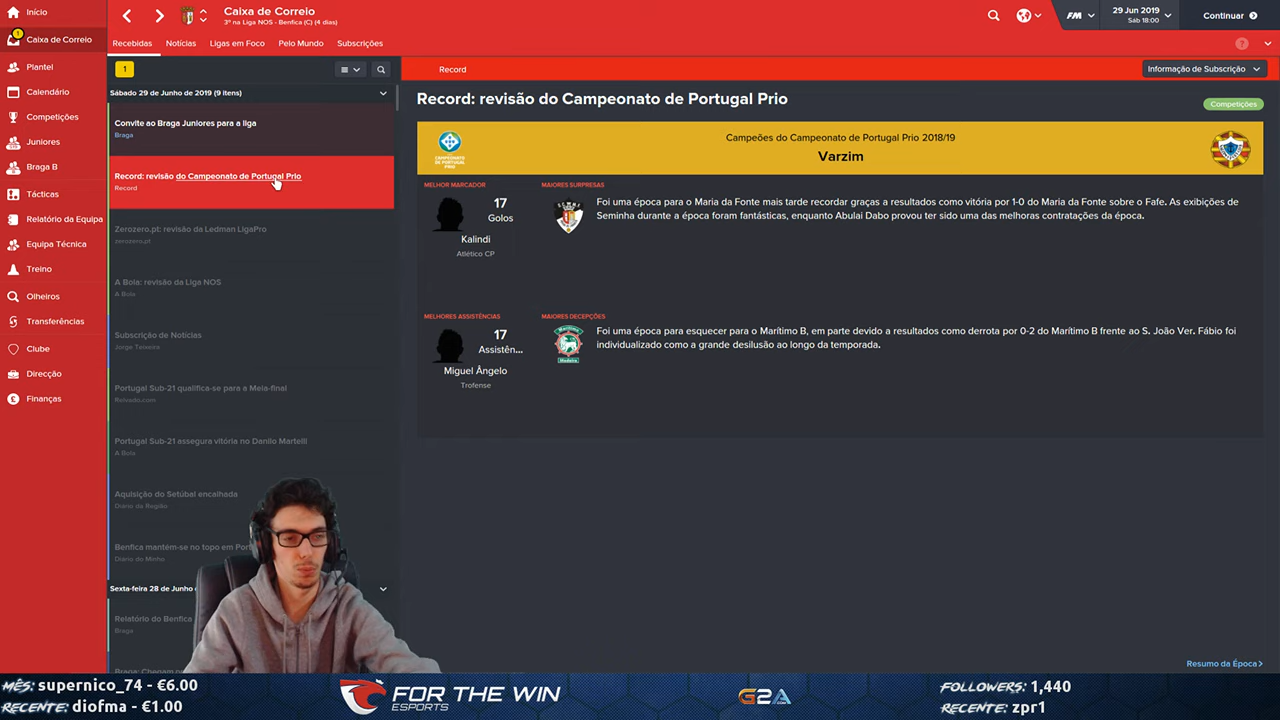 Início
Caixa de Correio
3º na Liga NOS - Benfica (C) (4 dias)
FM
29 Jun 2019
Sáb 18:00
Continuar
1
Caixa de Correio
Recebidas
Notícias
Ligas em Foco
Pelo Mundo
Subscrições
?
Plantel
Calendário
Competições
Juniores
Braga B
Tácticas
Relatório da Equipa
Equipa Técnica
Treino
Olheiros
Transferências
Clube
Direcção
Finanças
1
Sábado 29 de Junho de 2019 (9 itens)
Convite ao Braga Juniores para a liga
Braga
Record: revisão do Campeonato de Portugal Prio
Record
Zerozero.pt: revisão da Ledman LigaPro
zerozero.pt
A Bola: revisão da Liga NOS
A Bola
Subscrição de Notícias
Jorge Teixeira
Portugal Sub-21 qualifica-se para a Meia-final
Relvado.com
Portugal Sub-21 assegura vitória no Danilo Martelli
A Bola
Aquisição do Setúbal encalhada
Diário da Região
Benfica mantém-se no topo em Por
Diário do Minho
Sexta-feira 28 de Junho
Relatório do Benfica
Braga
Braga: Chegam
Record
Informação de Subscrição
Record: revisão do Campeonato de Portugal Prio
Competições
Campeões do Campeonato de Portugal Prio 2018/19
Varzim
MELHOR MARCADOR
17
Golos
Kalindi
Atlético CP
MAIORES SURPRESAS
Foi uma época para o Maria da Fonte mais tarde recordar graças a resultados como vitória por 1-0 do Maria da Fonte sobre o Fafe. As exibições
de Seminha durante a época foram fantásticas, enquanto Abulai Dabo provou ter sido uma das melhores contratações da época.
MELHORES ASSISTÊNCIAS
17
Assistên...
Miguel Ângelo
Trofense
MAIORES DECEPÇÕES
Foi uma época para esquecer para o Marítimo B, em parte devido a resultados como derrota por 0-2 do Marítimo B frente ao S. João Ver. Fábio foi
individualizado como a grande desilusão ao longo da temporada.
Resumo da Época
MÊS: supernico_74 - €6.00
RECENTE: diofma - €1.00
FOR THE WIN
ESPORTS
G2A.COM
FOLLOWERS: 1,440
RECENTE: zpr1